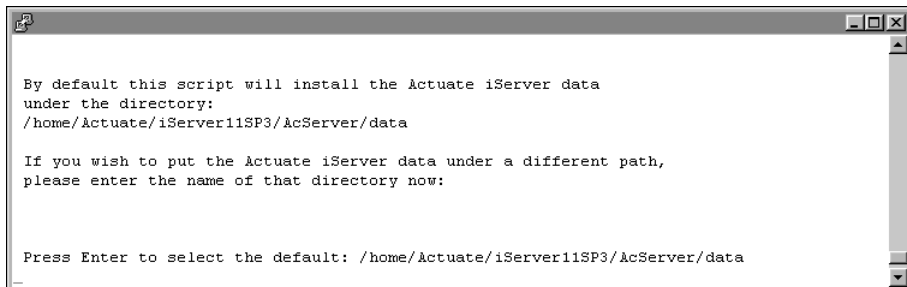 By default this script will install the Actuate iServer data
under the directory:
/home/Actuate/iServer11SP3/AcServer/data
If you wish to put the Actuate iServer data under a different path,
please enter the name of that directory now:
Press Enter to select the default: /home/Actuate/iServer11SP3/AcServer/data